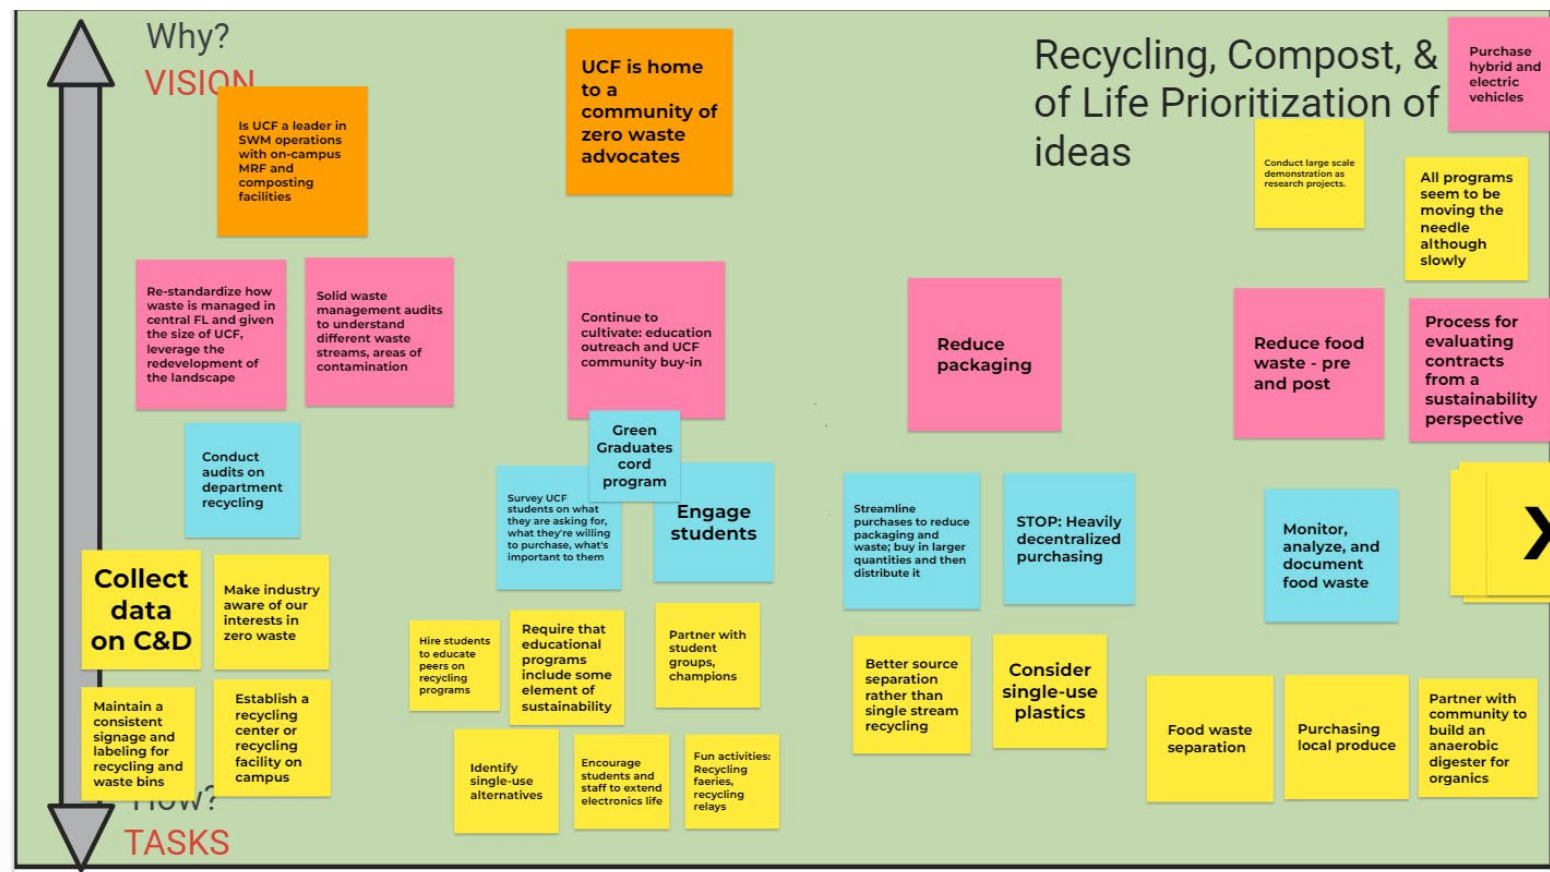 Why?
VISION
Recycling, Compost, &
of Life Prioritization of
ideas
Is UCF a leader in
SWM operations
with on-campus
MRF and
composting
facilities
UCF is home
to a
community of
zero waste
advocates
Purchase
hybrid and
electric
vehicles
Conduct large scale
demonstration as
research projects.
All programs
seem to be
moving the
needle
although
slowly
Re-standardize how
waste is managed in
central FL and given
the size of UCF,
leverage the
redevelopment of
the landscape
Solid waste
management audits
to understand
different waste
streams, areas of
contamination
Continue to
cultivate: education
outreach and UCF
community buy-in
Reduce
packaging
Reduce food
waste - pre
and post
Process for
evaluating
contracts
from a
sustainability
perspective
Conduct
audits on
department
recycling
Green
Graduates
cord
program
Survey UCF
students on what
they are asking for,
what they're willing
to purchase, what's
important to them
Engage
students
Streamline
purchases to reduce
packaging and
waste; buy in larger
quantities and then
distribute it
STOP: Heavily
decentralized
purchasing
Monitor,
analyze, and
document
food waste
Collect
data
on C&D
Make industry
aware of our
interests in
zero waste
Hire students
to educate
peers on
recycling
programs
Require that
educational
programs
include some
element of
sustainability
Partner with
student
groups,
champions
Better source
separation
rather than
single stream
recycling
Consider
single-use
plastics
Maintain a
consistent
signage and
labeling for
recycling and
waste bins
Establish a
recycling
center or
recycling
facility on
campus
Identify
single-use
alternatives
Encourage
students and
staff to extend
electronics life
Fun activities:
Recycling
faeries,
recycling
relays
Food waste
separation
Purchasing
local produce
Partner with
community to
build an
anaerobic
digester for
organics
How?
TASKS